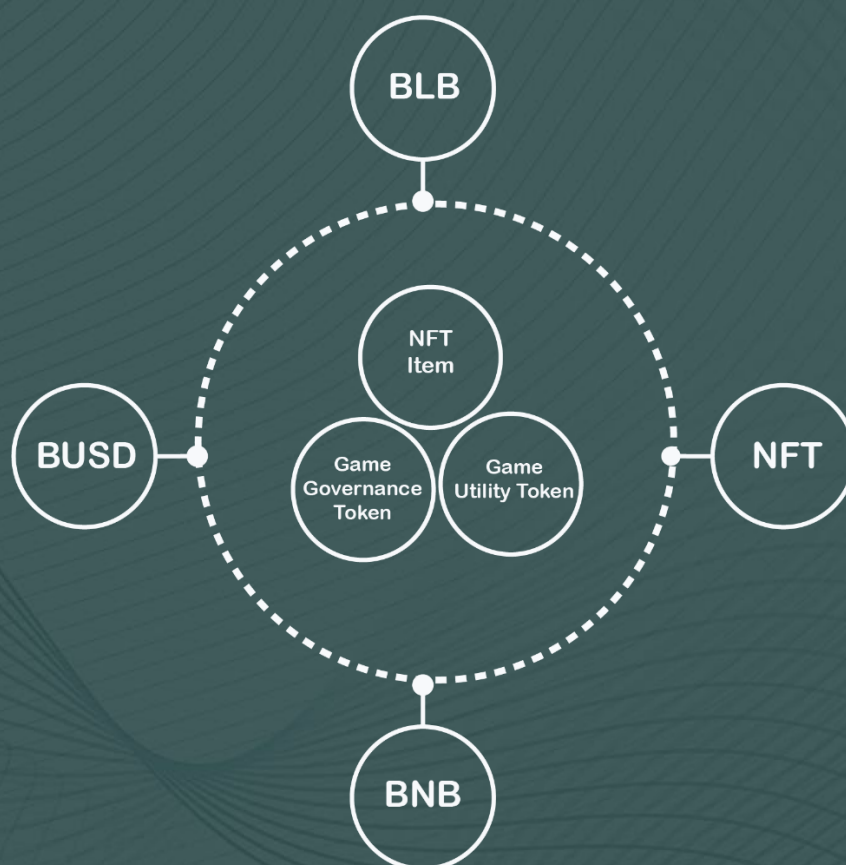 BLB
NFT
Item
BUSD
Game
Governance
Token
Game
Utility Token
NFT
BNB